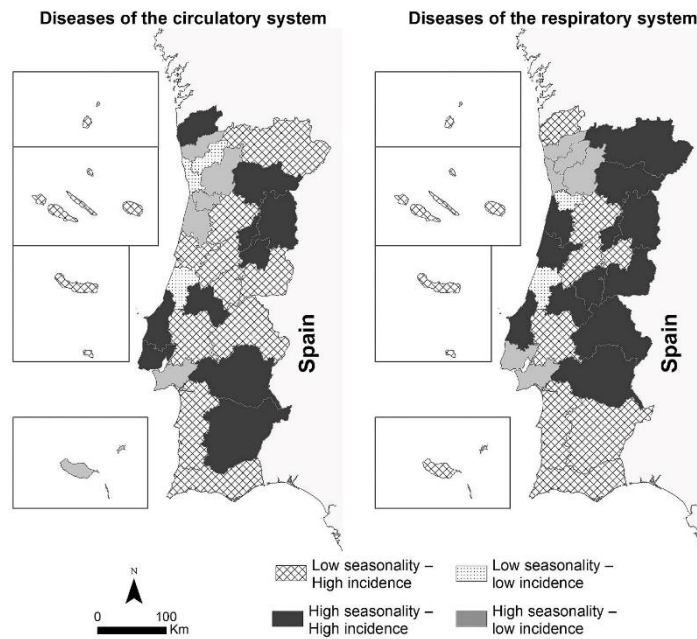 Diseases of the circulatory system
Diseases of the respiratory system
Spain
Spain
N
0 100
Km
Low seasonality –
High incidence
Low seasonality –
low incidence
High seasonality –
High incidence
High seasonality –
low incidence